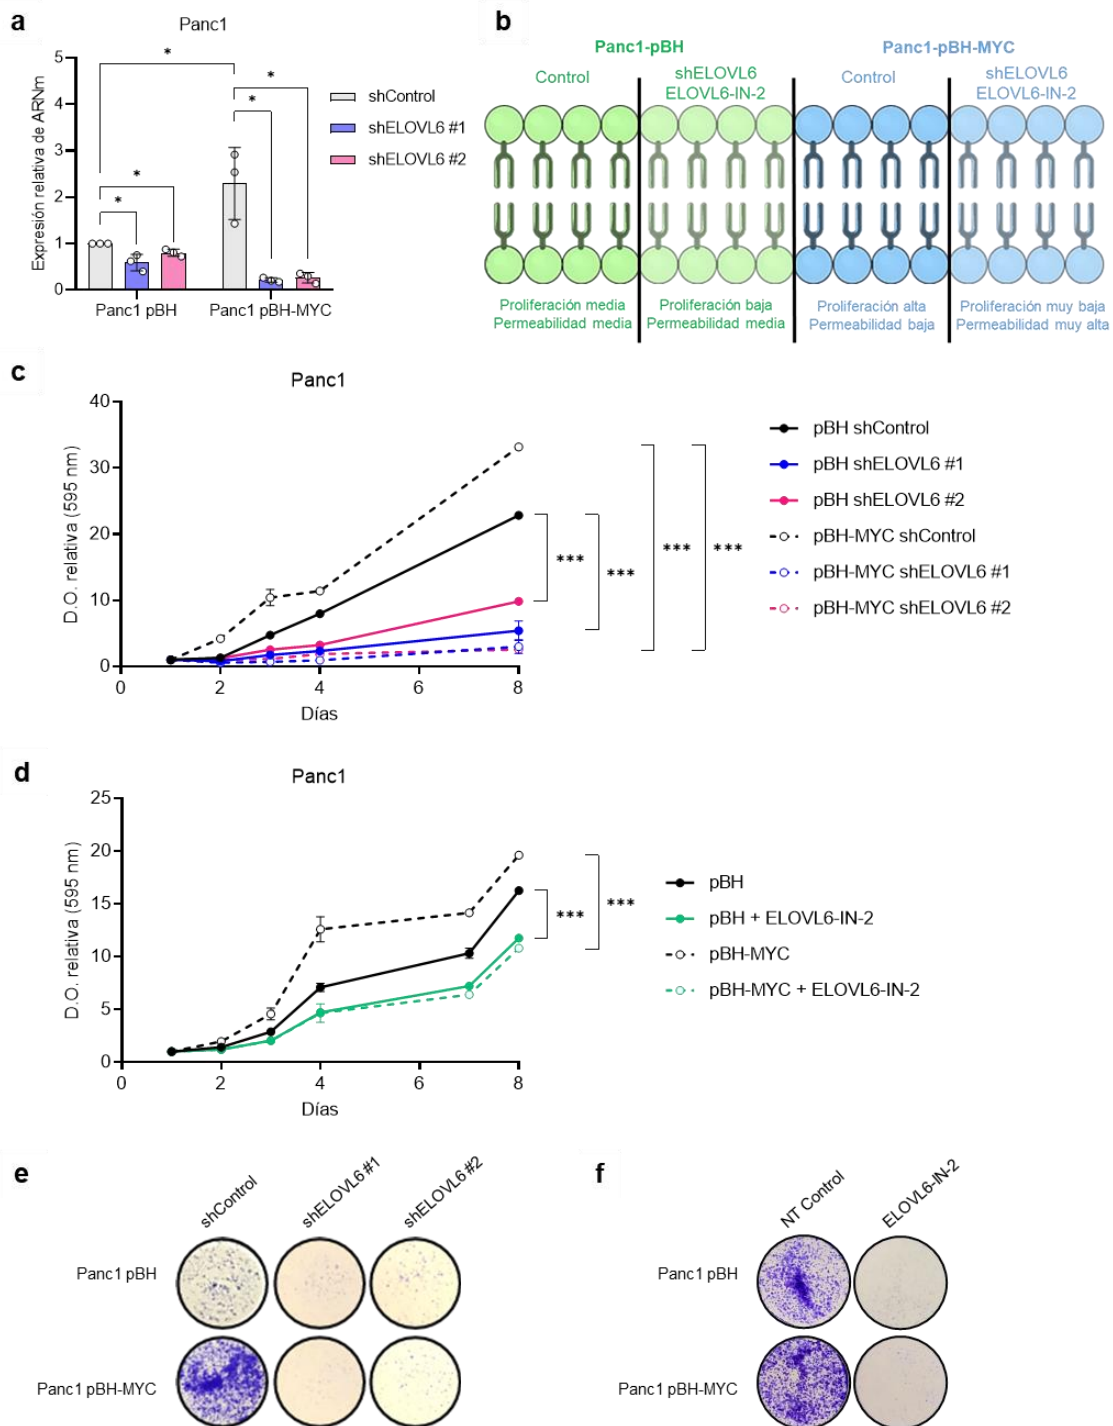 a
Panc1
Expresión relativa de ARNm
5
4
3
2
1
0
*
*
*
*
*
Panc1 pBH
Panc1 pBH-MYC
shControl
shELOVL6 #1
shELOVL6 #2
b
Panc1-pBH
Panc1-pBH-MYC
Control
shELOVL6
ELOVL6-IN-2
Control
shELOVL6
ELOVL6-IN-2
Proliferación media
Permeabilidad media
Proliferación baja
Permeabilidad media
Proliferación alta
Permeabilidad baja
Proliferación muy baja
Permeabilidad muy alta
c
Panc1
D.O. relativa (595 nm)
40
30
20
10
0
0
2
4
6
8
Días
***
***
***
***
pBH shControl
pBH shELOVL6 #1
pBH shELOVL6 #2
pBH-MYC shControl
pBH-MYC shELOVL6 #1
pBH-MYC shELOVL6 #2
d
Panc1
D.O. relativa (595 nm)
25
20
15
10
5
0
0
2
4
6
8
Días
***
***
pBH
pBH + ELOVL6-IN-2
pBH-MYC
pBH-MYC + ELOVL6-IN-2
e
shControl
shELOVL6 #1
shELOVL6 #2
Panc1 pBH
Panc1 pBH-MYC
f
NT Control
ELOVL6-IN-2
Panc1 pBH
Panc1 pBH-MYC